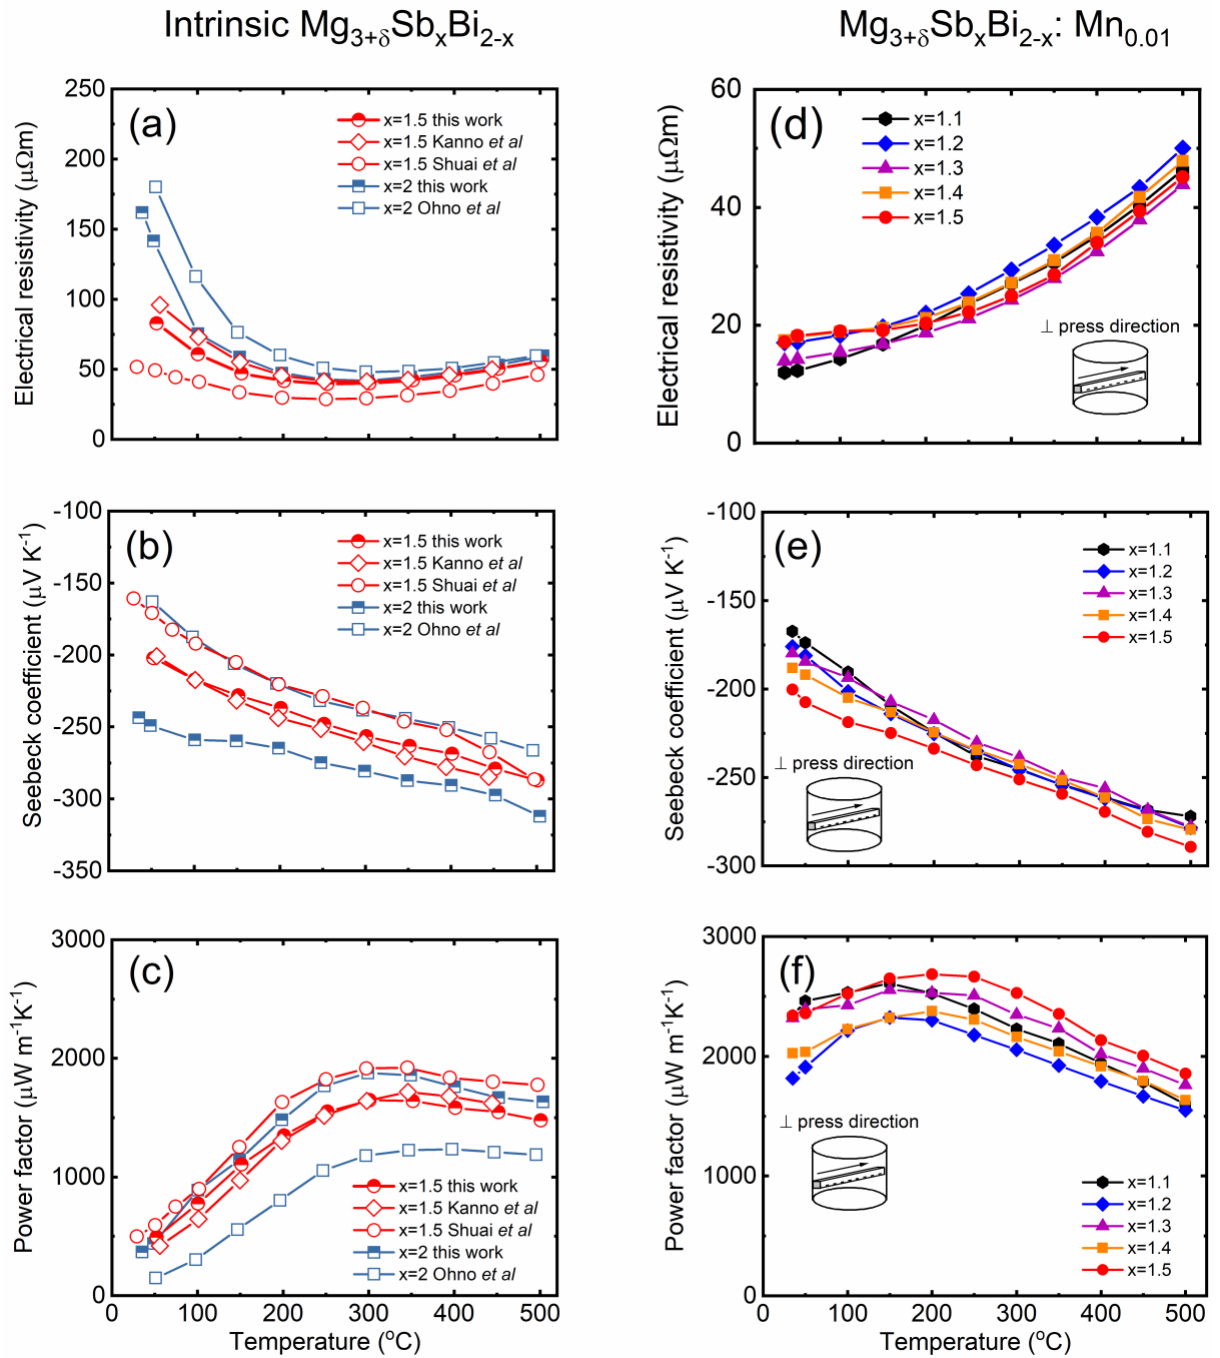 Intrinsic Mg3+δSbxBi2-x
Mg3+δSbxBi2-x: Mn0.01
(a)
Electrical resistivity (μΩm)
250
200
150
100
50
0
x=1.5 this work
x=1.5 Kanno et al
x=1.5 Shuai et al
x=2 this work
x=2 Ohno et al
(d)
Electrical resistivity (μΩm)
60
40
20
0
x=1.1
x=1.2
x=1.3
x=1.4
x=1.5
⊥ press direction
(b)
Seebeck coefficient (μV K-1)
-100
-150
-200
-250
-300
-350
x=1.5 this work
x=1.5 Kanno et al
x=1.5 Shuai et al
x=2 this work
x=2 Ohno et al
(e)
Seebeck coefficient (μV K-1)
-100
-150
-200
-250
-300
x=1.1
x=1.2
x=1.3
x=1.4
x=1.5
⊥ press direction
(c)
Power factor (μW m-1K-1)
3000
2000
1000
0
x=1.5 this work
x=1.5 Kanno et al
x=1.5 Shuai et al
x=2 this work
x=2 Ohno et al
0 100 200 300 400 500
Temperature (oC)
(f)
Power factor (μW m-1K-1)
3000
2000
1000
0
⊥ press direction
x=1.1
x=1.2
x=1.3
x=1.4
x=1.5
0 100 200 300 400 500
Temperature (oC)